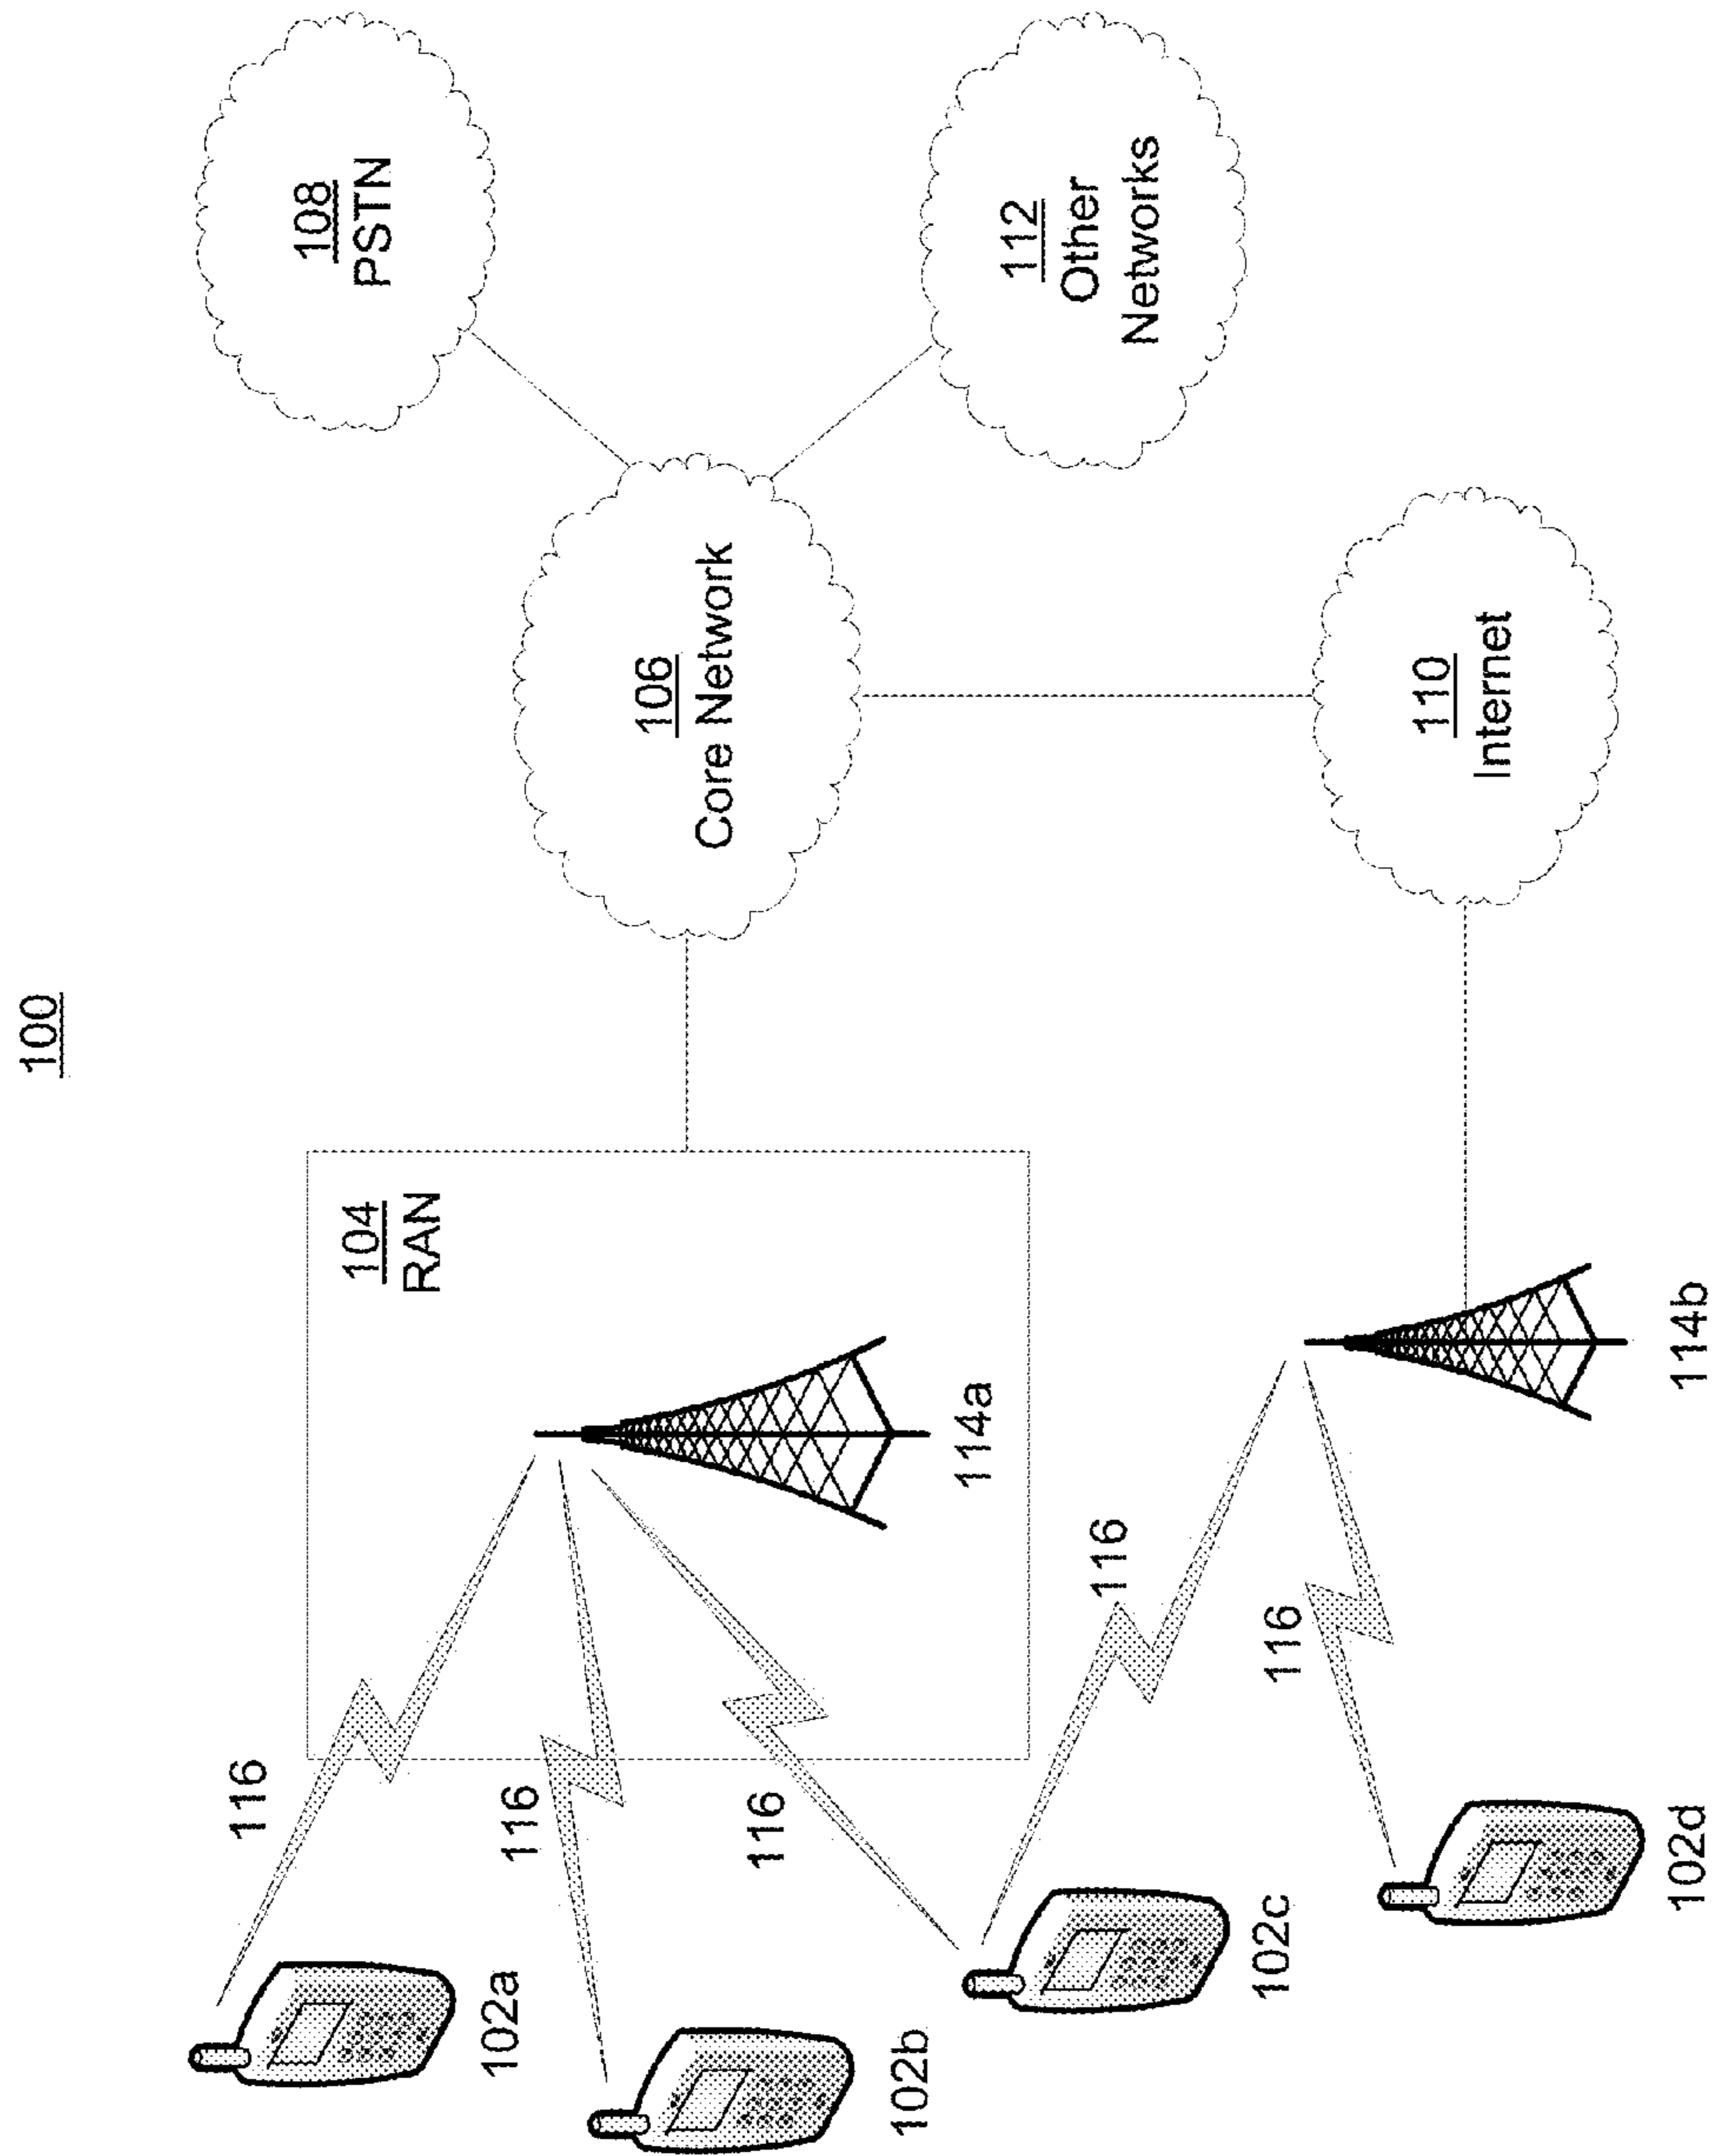 100
108
PSTN
106
Core Network
112
Other
Networks
104
RAN
110
Internet
114a
114b
116
116
116
116
116
102a
102b
102c
102d